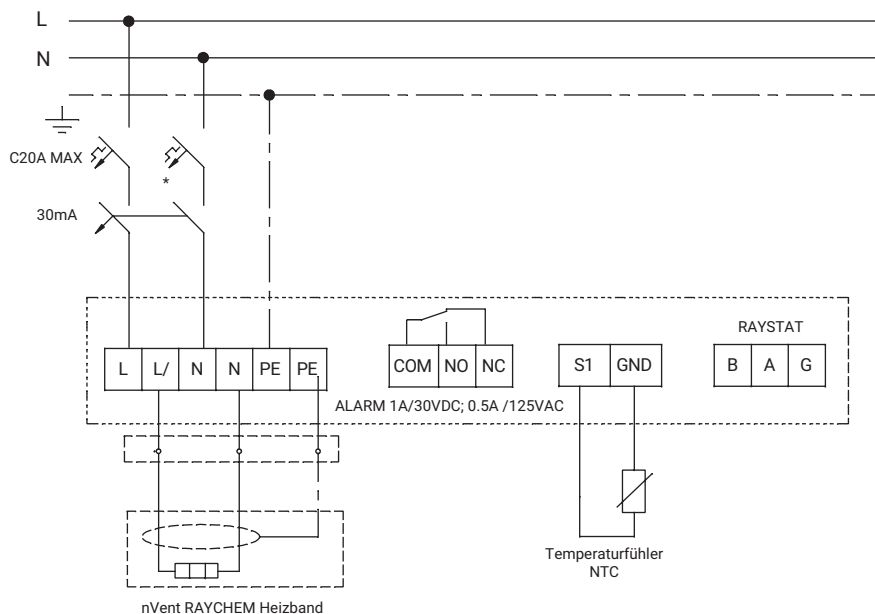 L
N
C20A MAX
*
30mA
RAYSTAT
L L/ N N PE PE
COM NO NC
S1 GND
B A G
ALARM 1A/30VDC; 0.5A /125VAC
Temperaturfühler
NTC
nVent RAYCHEM Heizband